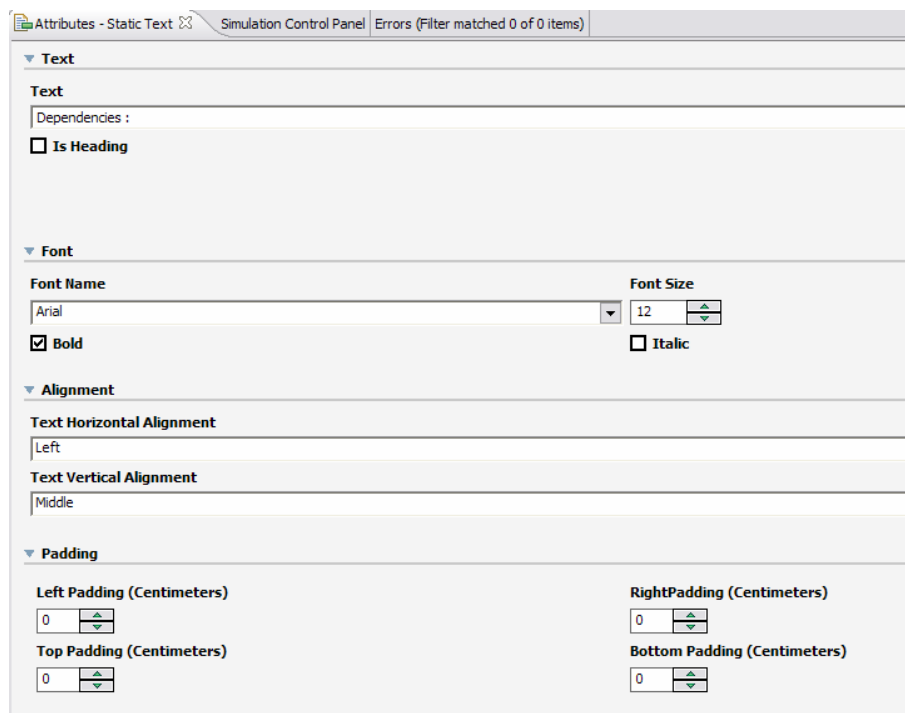 Attributes - Static Text Simulation Control Panel Errors (Filter matched 0 of 0 items)
Text
Text
Dependencies :
Is Heading
Font
Font Name Font Size
Arial 12
Bold Italic
Alignment
Text Horizontal Alignment
Left
Text Vertical Alignment
Middle
Padding
Left Padding (Centimeters) RightPadding (Centimeters)
0 0
Top Padding (Centimeters) Bottom Padding (Centimeters)
0 0